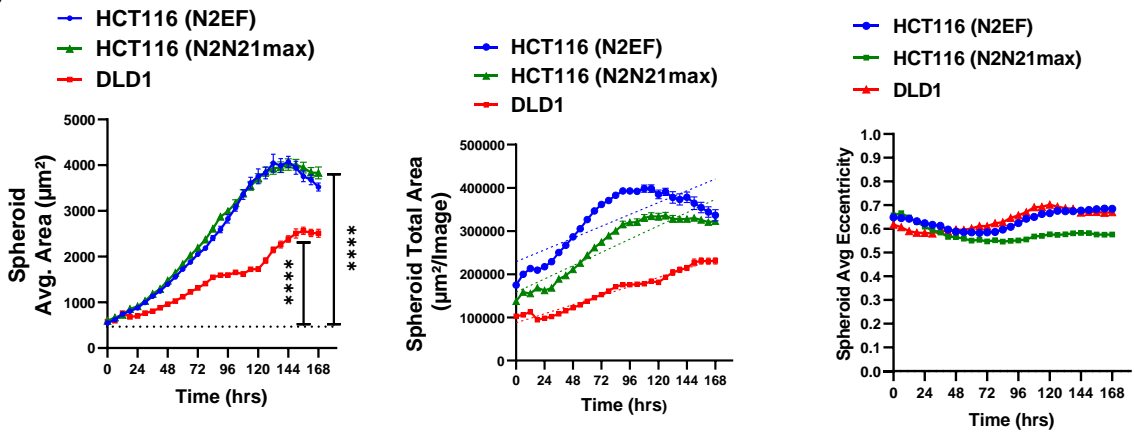 HCT116 (N2EF)
HCT116 (N2N21max)
DLD1
Spheroid
Avg. Area (µm²)
5000
4000
3000
2000
1000
0
****
****
0 24 48 72 96 120 144 168
Time (hrs)
HCT116 (N2EF)
HCT116 (N2N21max)
DLD1
Spheroid Total Area
(µm²/Image)
500000
400000
300000
200000
100000
0
0 24 48 72 96 120 144 168
Time (hrs)
HCT116 (N2EF)
HCT116 (N2N21max)
DLD1
Spheroid Avg Eccentricity
1.0
0.9
0.8
0.7
0.6
0.5
0.4
0.3
0.2
0.1
0.0
0 24 48 72 96 120 144 168
Time (hrs)